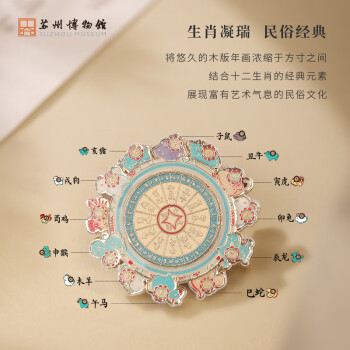 苏州博物馆
SUZHOU MUSEUM
生肖凝瑞 民俗经典
将悠久的木版年画浓缩于方寸之间
结合十二生肖的经典元素
展现富有艺术气息的民俗文化
子鼠
亥猪
丑牛
戌狗
寅虎
酉鸡
卯兔
申猴
辰龙
未羊
巳蛇
午马